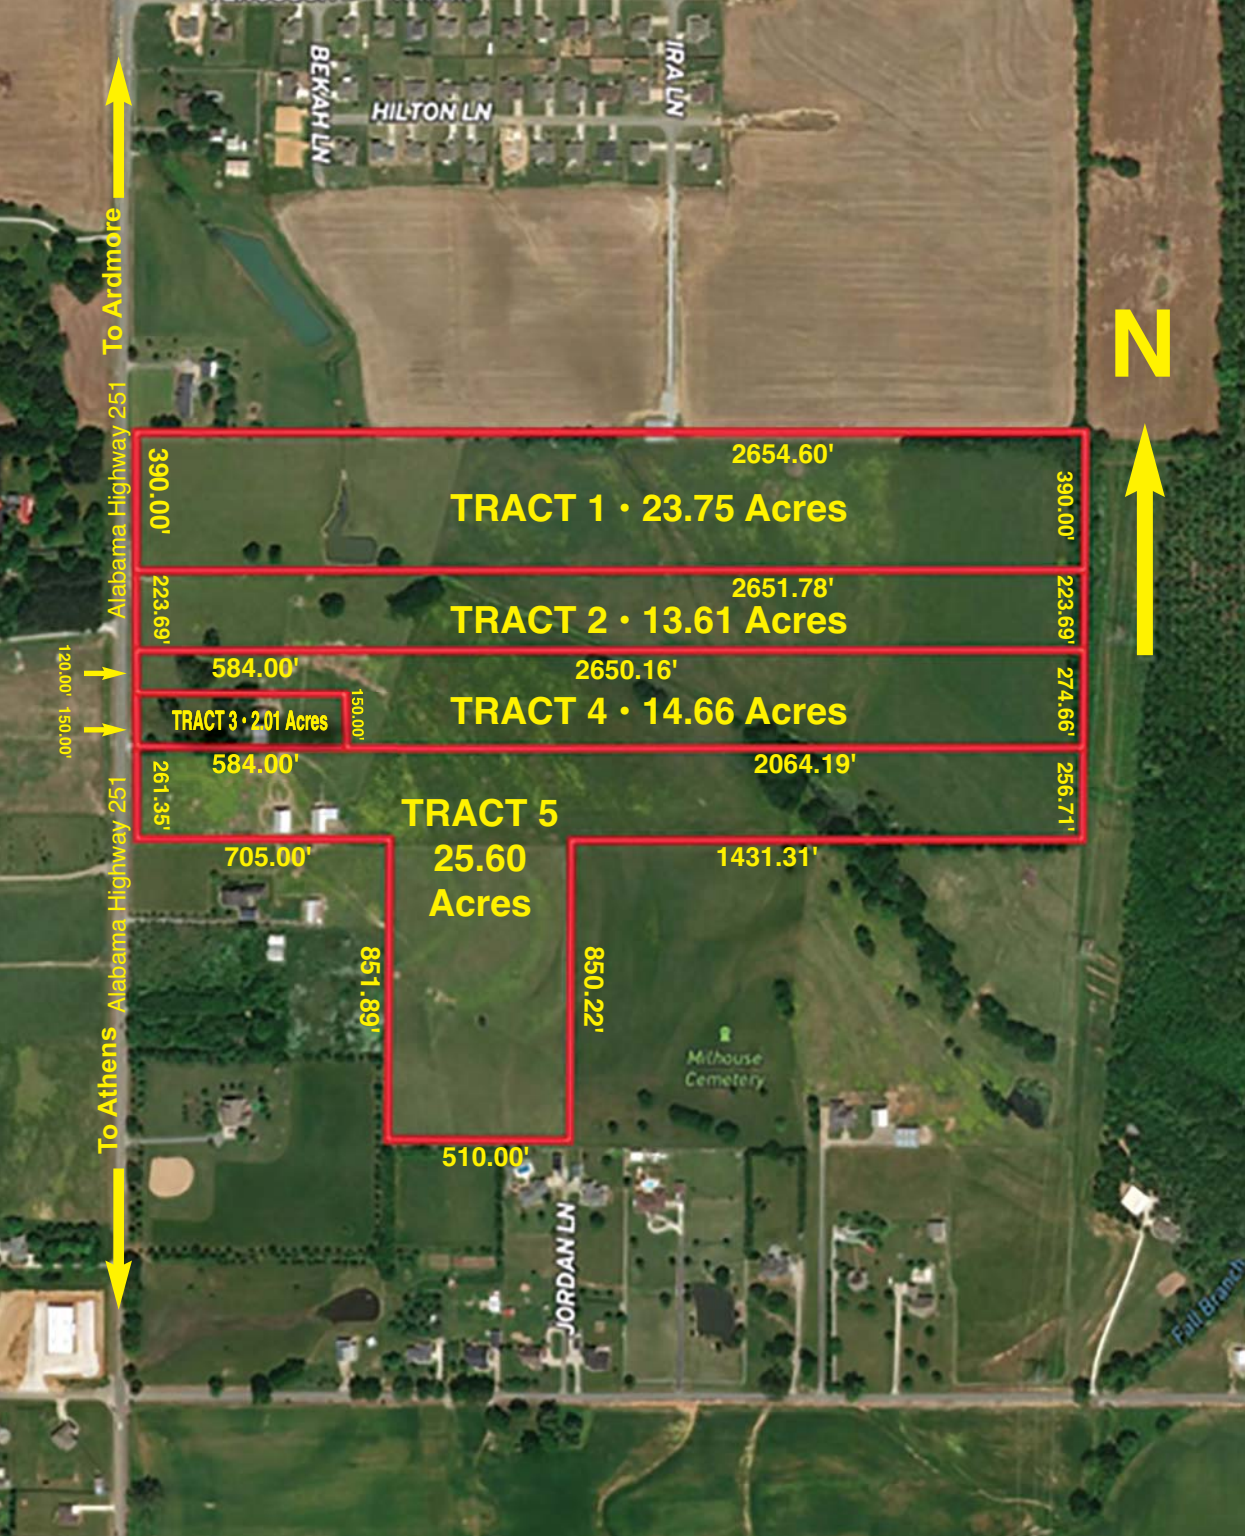 BEKAH LN
HILTON LN
IRA LN
To Ardmore
Alabama Highway 251
N
2654.60'
390.00'
TRACT 1 • 23.75 Acres
390.00'
2651.78'
223.69'
TRACT 2 • 13.61 Acres
223.69'
120.00'
584.00'
2650.16'
274.66'
150.00'
TRACT 3 • 2.01 Acres
150.00'
TRACT 4 • 14.66 Acres
584.00'
2064.19'
261.35'
256.71'
TRACT 5
25.60
Acres
705.00'
1431.31'
Alabama Highway 251
851.89'
850.22'
Milhouse
Cemetery
To Athens
510.00'
JORDAN LN
Fall Branch